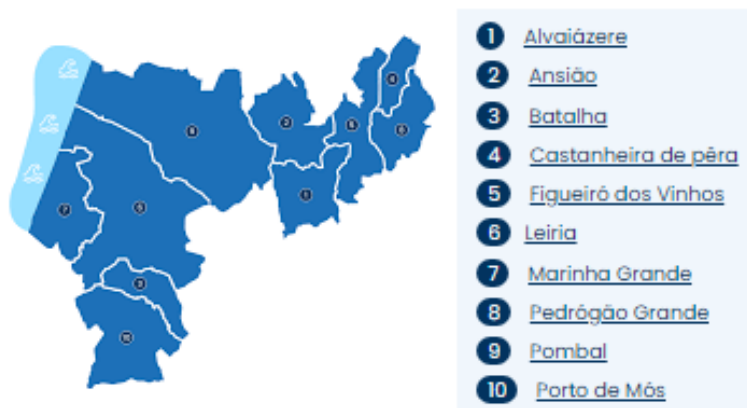 1 Alvaiázere
2 Ansião
3 Batalha
4 Castanheira de pêra
5 Figueiró dos Vinhos
6 Leiria
7 Marinha Grande
8 Pedrógão Grande
9 Pombal
10 Porto de Mós